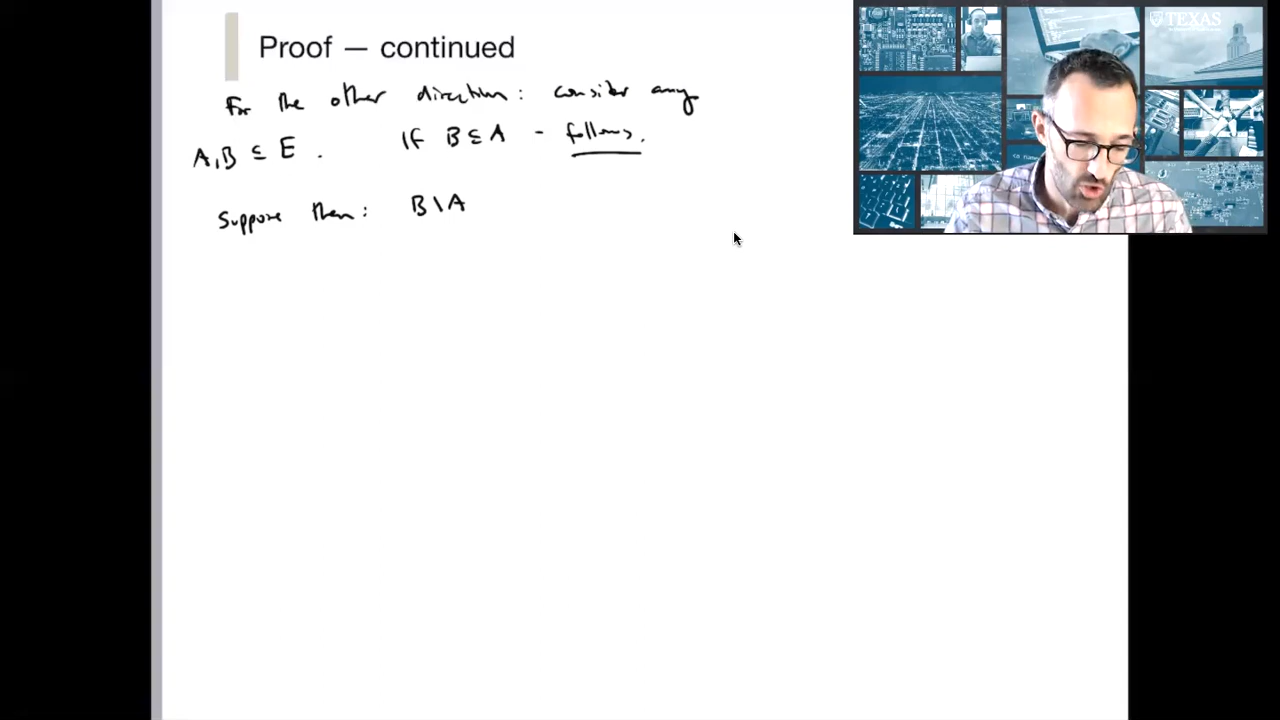 Proof — continued
For the other direction: consider any
A, B ⊆ E . If B ⊆ A - follows.
Suppose then: B \ A
TEXAS